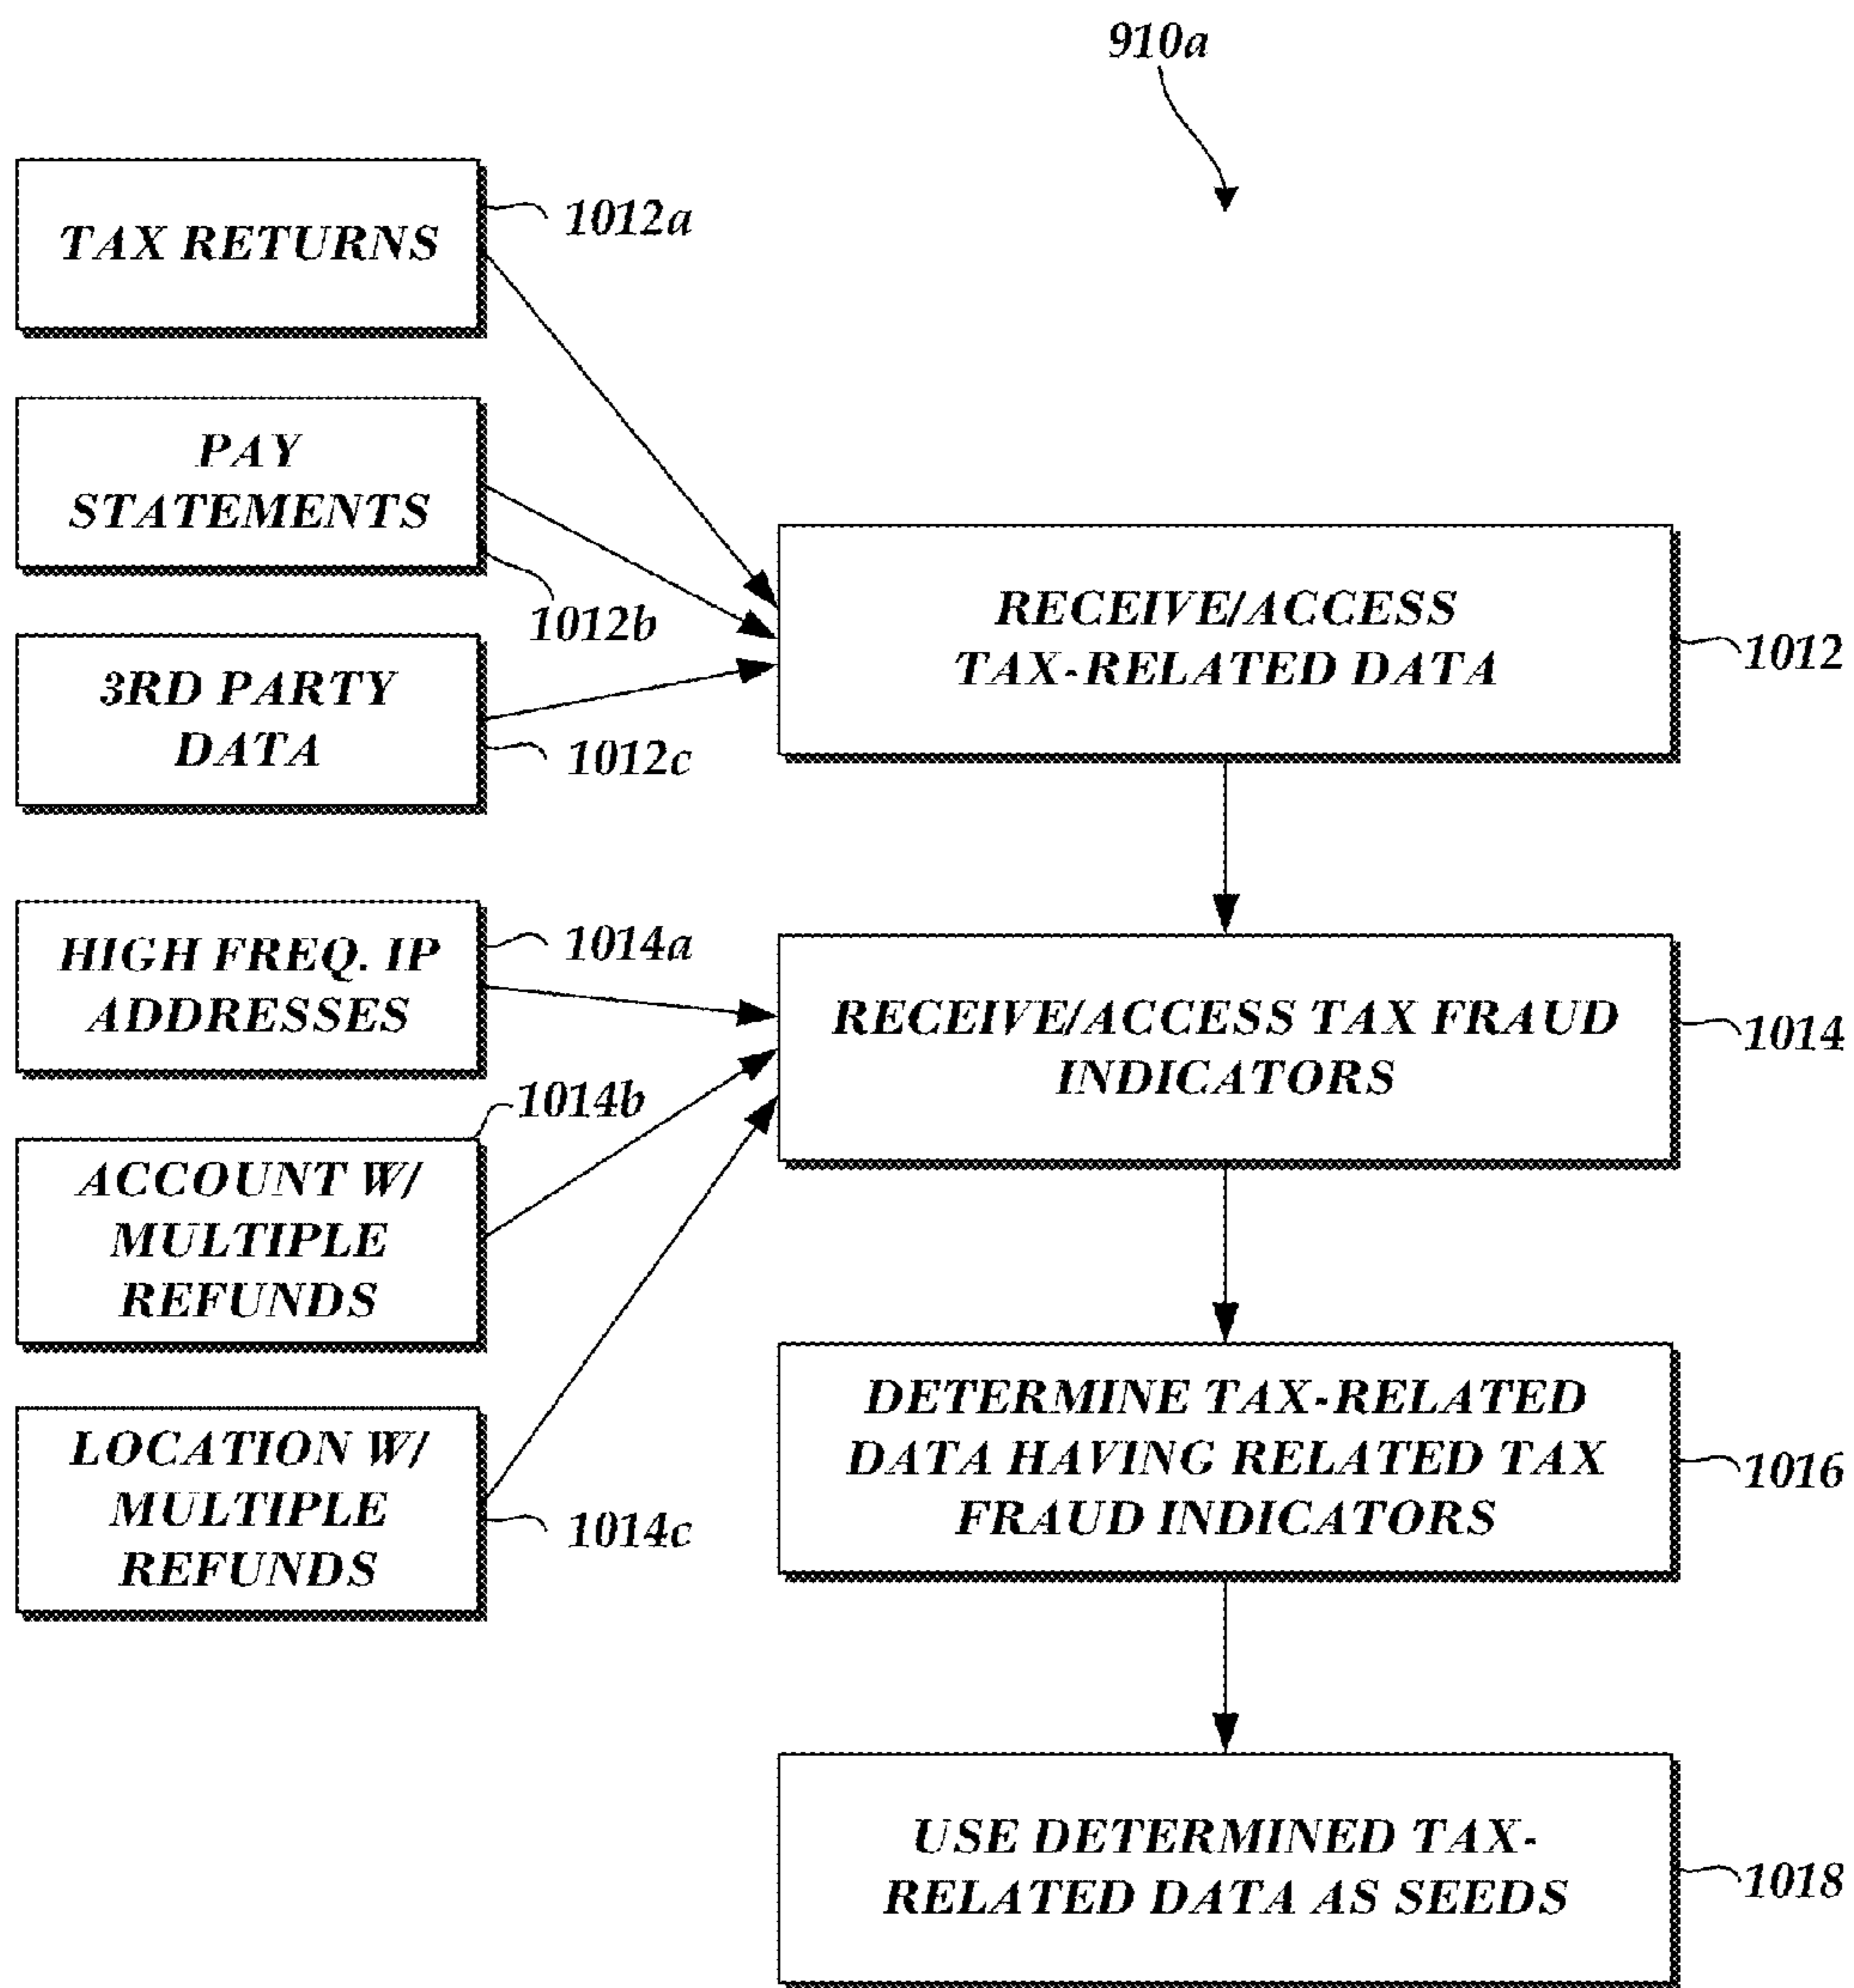 910a
TAX RETURNS
1012a
PAY
STATEMENTS
1012b
3RD PARTY
DATA
1012c
RECEIVE/ACCESS
TAX-RELATED DATA
1012
HIGH FREQ. IP
ADDRESSES
1014a
ACCOUNT W/
MULTIPLE
REFUNDS
1014b
LOCATION W/
MULTIPLE
REFUNDS
1014c
RECEIVE/ACCESS TAX FRAUD
INDICATORS
1014
DETERMINE TAX-RELATED
DATA HAVING RELATED TAX
FRAUD INDICATORS
1016
USE DETERMINED TAX-
RELATED DATA AS SEEDS
1018